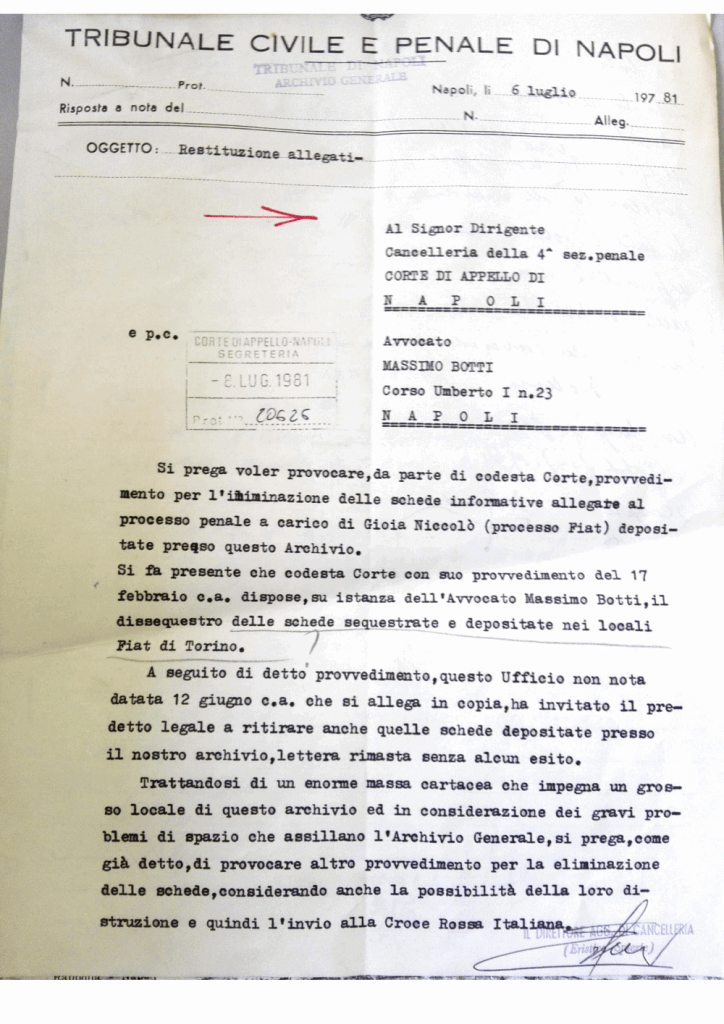 TRIBUNALE CIVILE E PENALE DI NAPOLI
TRIBUNALE DI NAPOLI
ARCHIVIO GENERALE
N. Prot.
Napoli, li 6 luglio 197 81
Risposta a nota del
N. Alleg.
OGGETTO: Restituzione allegati-
Al Signor Dirigente
Cancelleria della 4^ sez.penale
CORTE DI APPELLO DI
N A P O L I
e p.c.
CORTE DI APPELLO-NAPOLI
SEGRETERIA
- 8. LUG. 1981
Prot. N° 20626
Avvocato
MASSIMO BOTTI
Corso Umberto I n.23
N A P O L I
Si prega voler provocare,da parte di codesta Corte,provvedi-
mento per l'iniminazione delle schede informative allegate al
processo penale a carico di Gioia Niccolò (processo Fiat) deposi-
tate preqso questo Archivio.
Si fa presente che codesta Corte con suo provvedimento del 17
febbraio c.a. dispose,su istanza dell'Avvocato Massimo Botti,il
dissequestro delle schede sequestrate e depositate nei locali
Fiat di Torino.
A seguito di detto provvedimento,questo Ufficio non nota
datata 12 giugno c.a. che si allega in copia,ha invitato il pre-
detto legale a ritirare anche quelle schede depositate presso
il nostro archivio,lettera rimasta senza alcun esito.
Trattandosi di un enorme massa cartacea che impegna un gros-
so locale di questo archivio ed in considerazione dei gravi pro-
blemi di spazio che assillano l'Archivio Generale,si prega,come
già detto,di provocare altro provvedimento per la eliminazione
delle schede,considerando anche la possibilità della loro di-
struzione e quindi l'invio alla Croce Rossa Italiana.
IL DIRETTORE AGG. DI CANCELLERIA